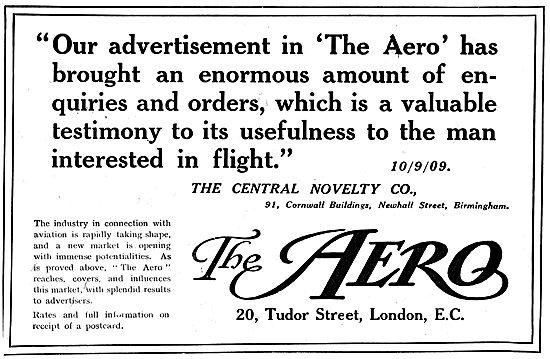 “Our advertisement in ‘The Aero’ has
brought an enormous amount of en-
quiries and orders, which is a valuable
testimony to its usefulness to the man
interested in flight.”
10/9/09.
THE CENTRAL NOVELTY CO.,
91, Cornwall Buildings, Newhall Street, Birmingham.
The industry in connection with
aviation is rapidly taking shape,
and a new market is opening
with immense potentialities. As
is proved above, “The Aero”
reaches, covers, and influences
this market, with splendid results
to advertisers.
Rates and full information on
receipt of a postcard.
The AERO
20, Tudor Street, London, E.C.